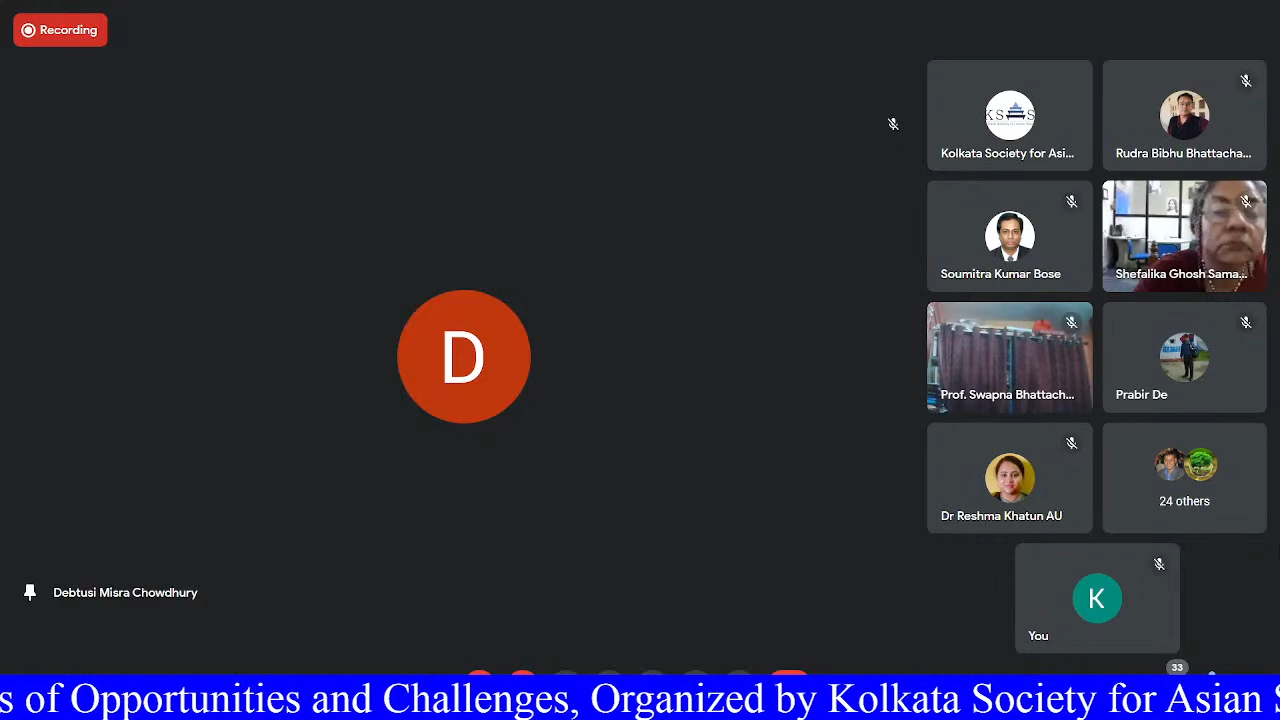 Recording
Kolkata Society for Asi...
Rudra Bibhu Bhattacha...
Soumitra Kumar Bose
Shefalika Ghosh Sama...
Prof. Swapna Bhattach...
Prabir De
Dr Reshma Khatun AU
24 others
D
K
You
Debtusi Misra Chowdhury
33
s of Opportunities and Challenges, Organized by Kolkata Society for Asian S